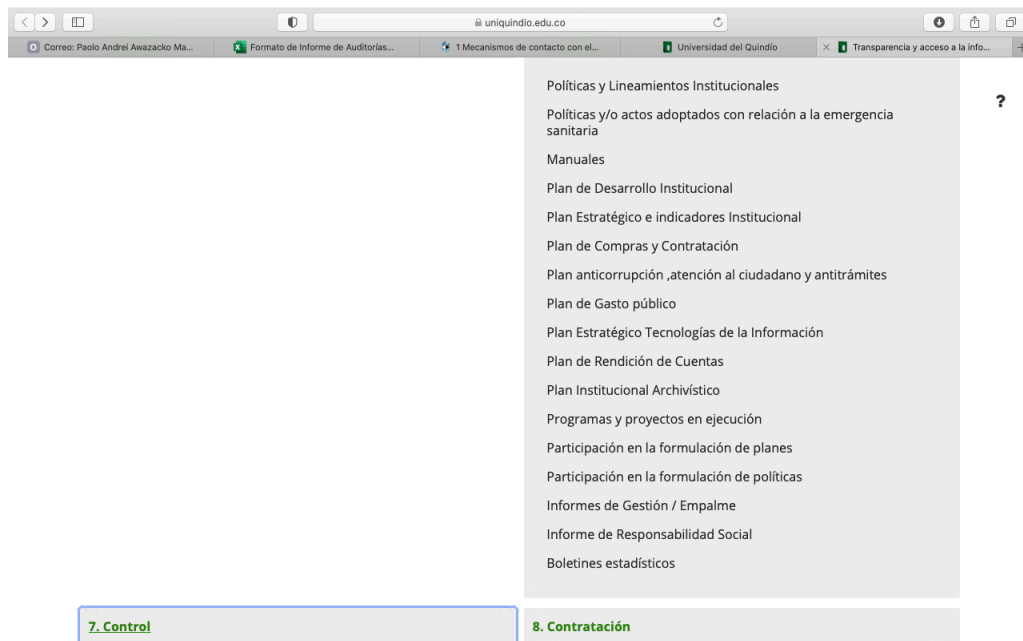 uniquindio.edu.co
Correo: Paolo Andrei Awazacko Ma...
Formato de Informe de Auditorías...
1 Mecanismos de contacto con el...
Universidad del Quindío
Transparencia y acceso a la info...
?
Políticas y Lineamientos Institucionales
Políticas y/o actos adoptados con relación a la emergencia
sanitaria
Manuales
Plan de Desarrollo Institucional
Plan Estratégico e indicadores Institucional
Plan de Compras y Contratación
Plan anticorrupción ,atención al ciudadano y antitrámites
Plan de Gasto público
Plan Estratégico Tecnologías de la Información
Plan de Rendición de Cuentas
Plan Institucional Archivístico
Programas y proyectos en ejecución
Participación en la formulación de planes
Participación en la formulación de políticas
Informes de Gestión / Empalme
Informe de Responsabilidad Social
Boletines estadísticos
7. Control
8. Contratación